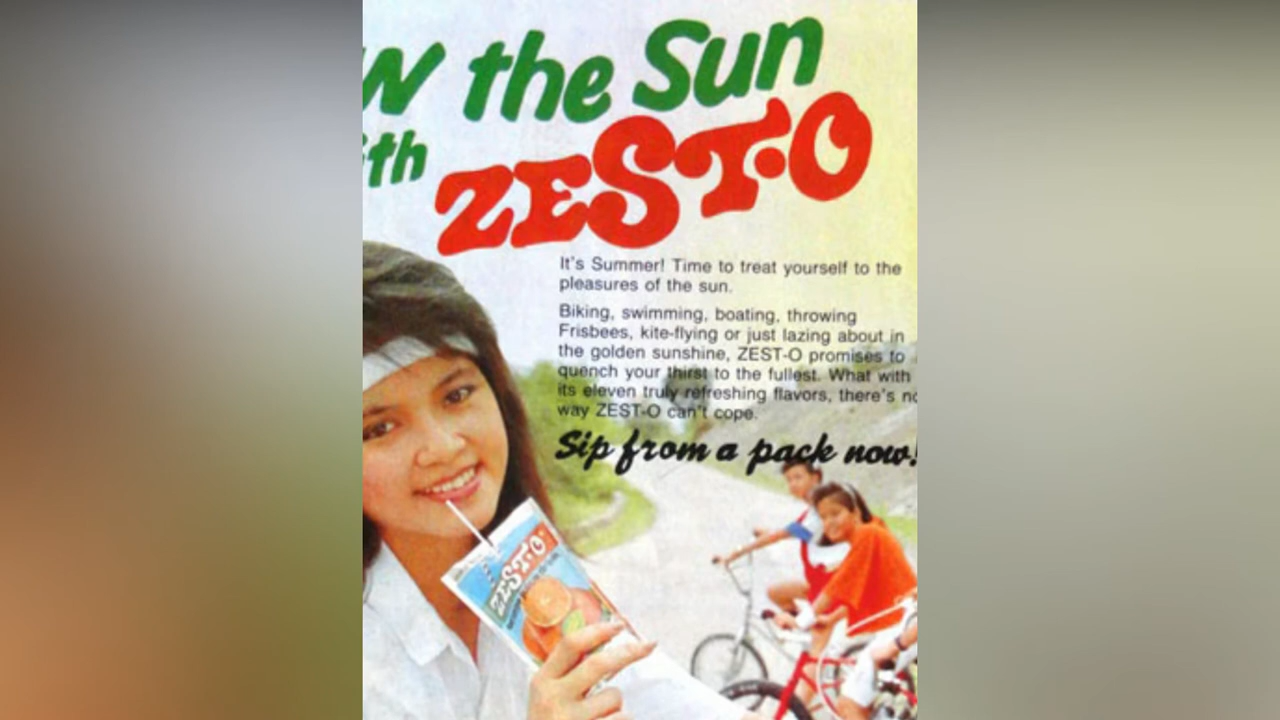 W the Sun
ith
ZEST-O
It's Summer! Time to treat yourself to the
pleasures of the sun.
Biking, swimming, boating, throwing
Frisbees, kite-flying or just lazing about in
the golden sunshine, ZEST-O promises to
quench your thirst to the fullest. What with
its eleven truly refreshing flavors, there's no
way ZEST-O can't cope.
Sip from a pack now!
ZEST-O